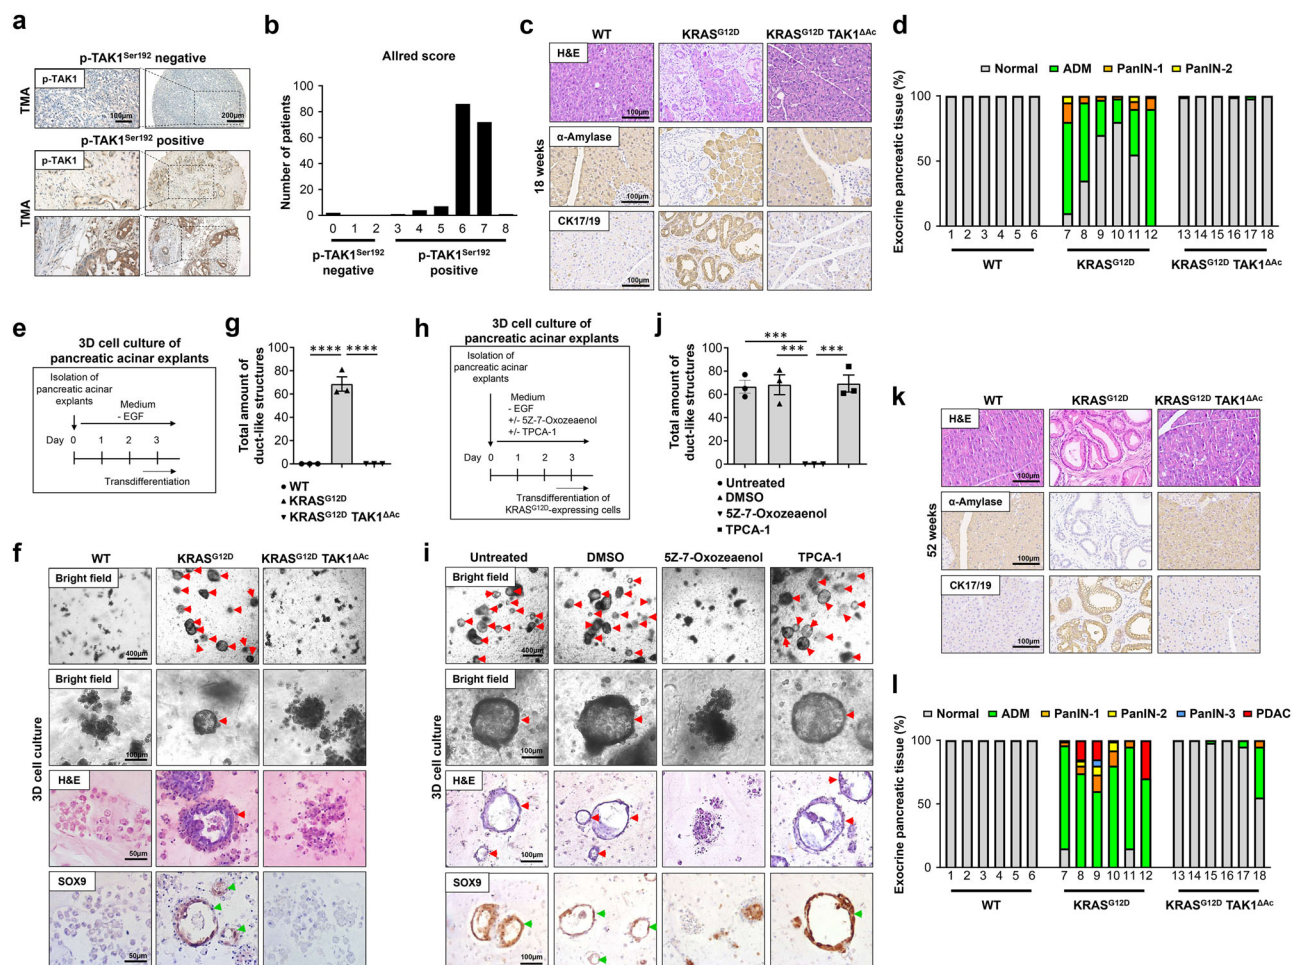 a
p-TAK1Ser192 negative
p-TAK1
TMA
100µm
200µm
p-TAK1Ser192 positive
p-TAK1
TMA
b
Allred score
Number of patients
100
80
60
40
20
0
0 1 2 3 4 5 6 7 8
p-TAK1Ser192 negative
p-TAK1Ser192 positive
c
WT KRASG12D KRASG12D TAK1ΔAc
H&E
100µm
18 weeks
α-Amylase
100µm
CK17/19
100µm
d
Normal ADM PanIN-1 PanIN-2
Exocrine pancreatic tissue (%)
100
50
0
1 2 3 4 5 6 7 8 9 10 11 12 13 14 15 16 17 18
WT KRASG12D KRASG12D TAK1ΔAc
e
3D cell culture of
pancreatic acinar explants
Isolation of
pancreatic acinar
explants
Medium
- EGF
Day 0 1 2 3
Transdifferentiation
g
**** ****
Total amount of
duct-like structures
100
80
60
40
20
0
WT
KRASG12D
KRASG12D TAK1ΔAc
h
3D cell culture of
pancreatic acinar explants
Isolation of
pancreatic acinar
explants
Medium
- EGF
+/- 5Z-7-Oxozeaenol
+/- TPCA-1
Day 0 1 2 3
Transdifferentiation of
KRASG12D-expressing cells
j
***
*** ***
Total amount of
duct-like structures
100
80
60
40
20
0
Untreated
DMSO
5Z-7-Oxozeaenol
TPCA-1
k
WT KRASG12D KRASG12D TAK1ΔAc
H&E
100µm
52 weeks
α-Amylase
100µm
CK17/19
100µm
f
WT KRASG12D KRASG12D TAK1ΔAc
Bright field
400µm
Bright field
100µm
3D cell culture
H&E
50µm
SOX9
50µm
i
Untreated DMSO 5Z-7-Oxozeaenol TPCA-1
Bright field
400µm
Bright field
100µm
3D cell culture
H&E
100µm
SOX9
100µm
l
Normal ADM PanIN-1 PanIN-2 PanIN-3 PDAC
Exocrine pancreatic tissue (%)
100
50
0
1 2 3 4 5 6 7 8 9 10 11 12 13 14 15 16 17 18
WT KRASG12D KRASG12D TAK1ΔAc